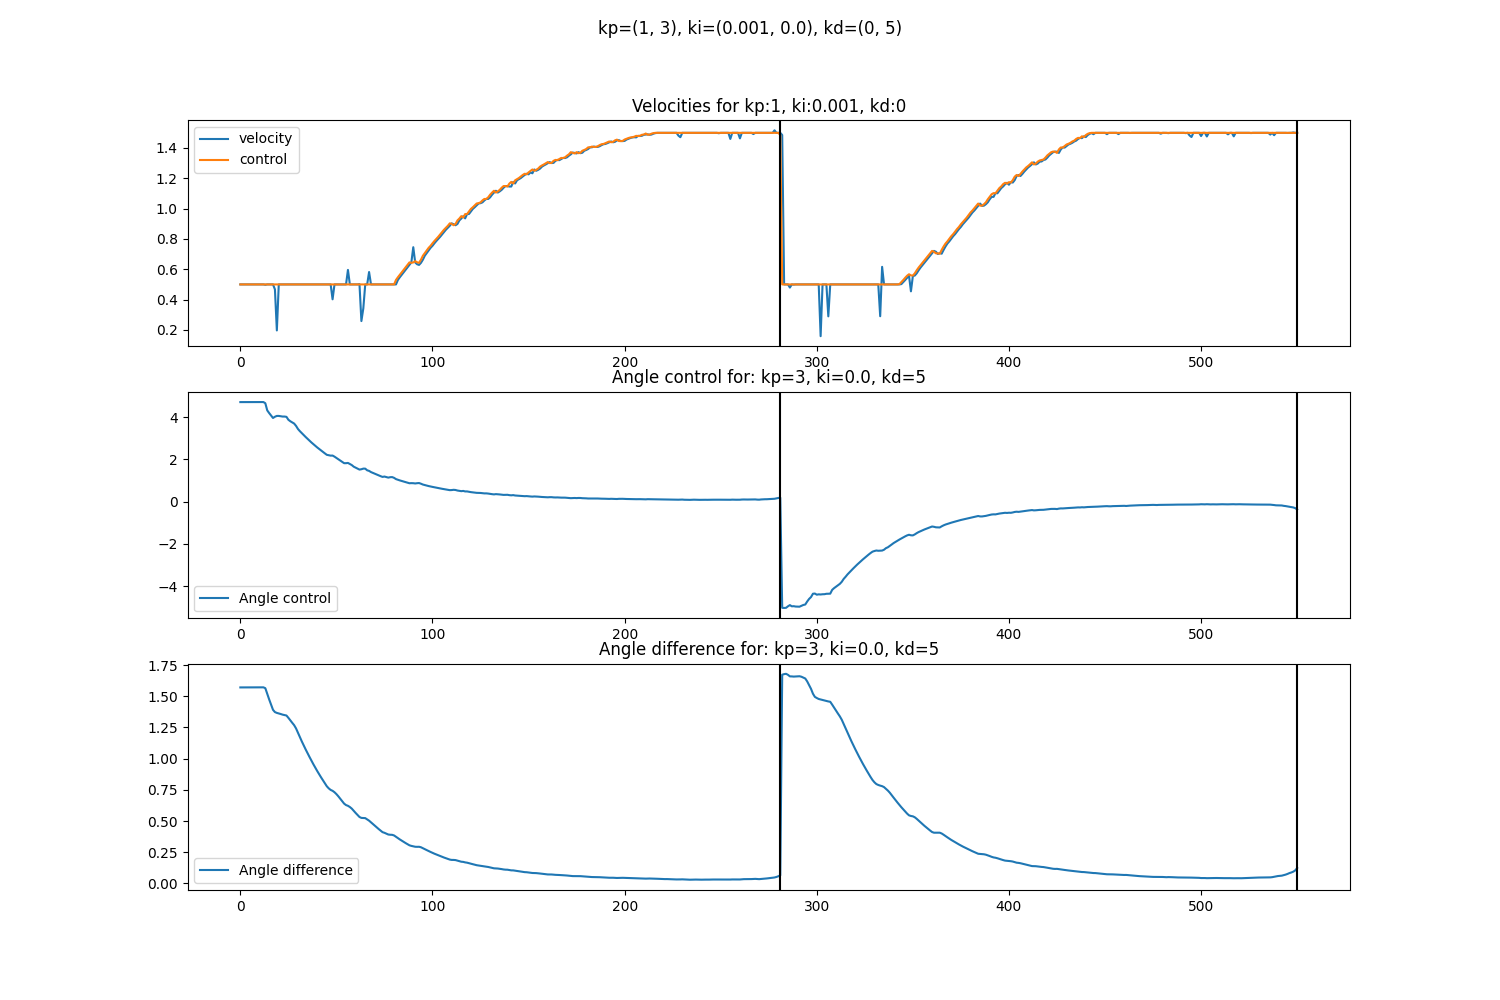 kp=(1, 3), ki=(0.001, 0.0), kd=(0, 5)
Velocities for kp:1, ki:0.001, kd:0
velocity
control
1.4
1.2
1.0
0.8
0.6
0.4
0.2
0 100 200 300 400 500
Angle control for: kp=3, ki=0.0, kd=5
4
2
0
−2
−4
Angle control
0 100 200 300 400 500
Angle difference for: kp=3, ki=0.0, kd=5
1.75
1.50
1.25
1.00
0.75
0.50
0.25
0.00
Angle difference
0 100 200 300 400 500